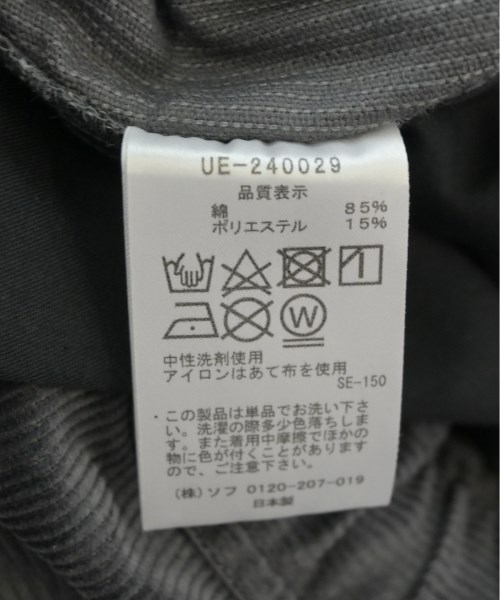 UE-240029
品質表示
綿 85%
ポリエステル 15%
W
中性洗剤使用
アイロンはあて布を使用
SE-150
・この製品は単品でお洗い下さ
い。洗濯の際多少色落ちしま
す。また着用中摩擦でほかの
物に色が付くことがあります
ので、ご注意下さい。
(株)ソフ 0120-207-019
日本製